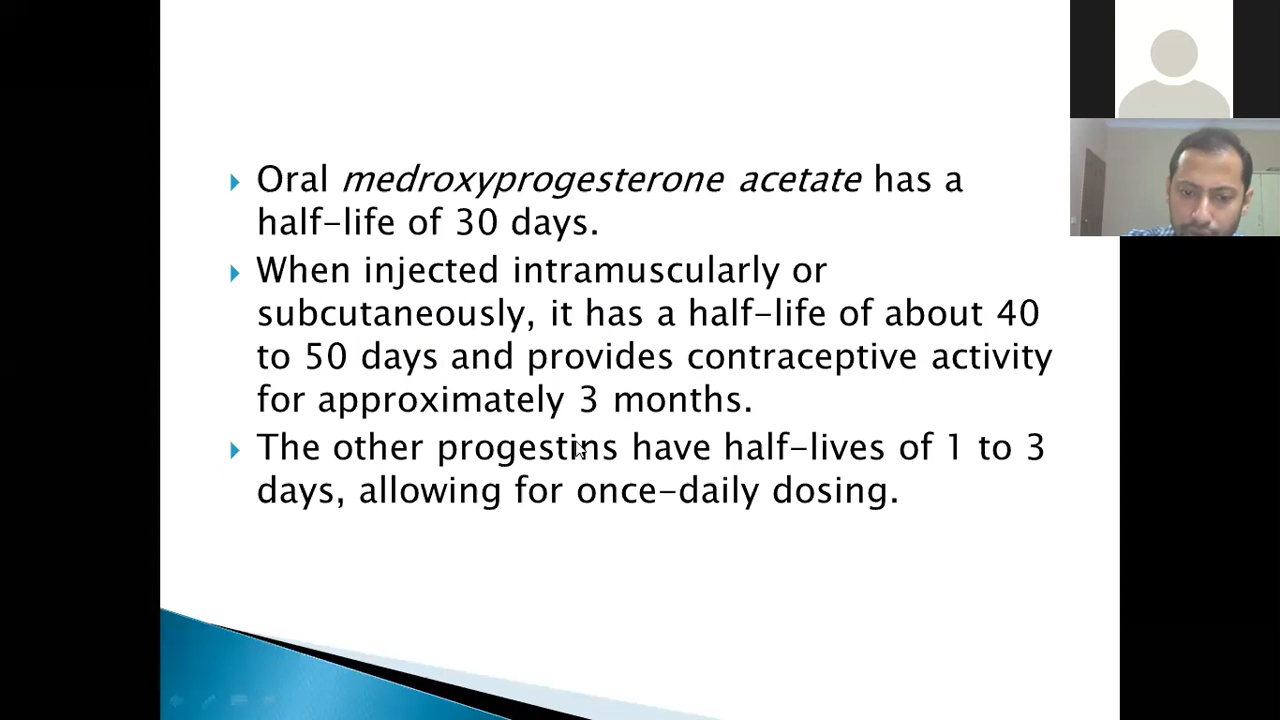 Oral medroxyprogesterone acetate has a
half-life of 30 days.
When injected intramuscularly or
subcutaneously, it has a half-life of about 40
to 50 days and provides contraceptive activity
for approximately 3 months.
The other progestins have half-lives of 1 to 3
days, allowing for once-daily dosing.